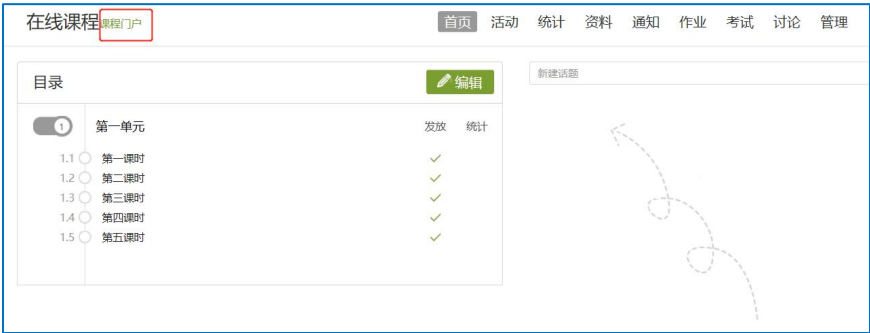 在线课程 课程门户 首页 活动 统计 资料 通知 作业 考试 讨论 管理
目录 编辑
新建话题
1 第一单元 发放 统计
1.1 第一课时
1.2 第二课时
1.3 第三课时
1.4 第四课时
1.5 第五课时